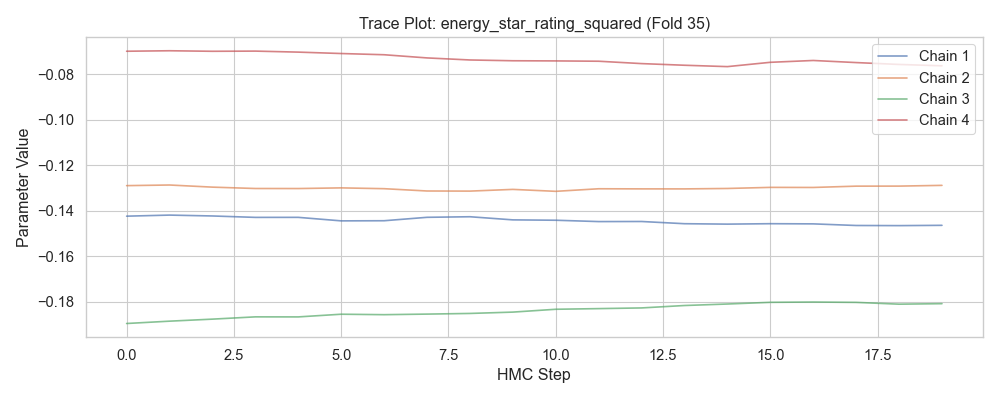 Trace Plot: energy_star_rating_squared (Fold 35)
Chain 1
Chain 2
Chain 3
Chain 4
Parameter Value
−0.08
−0.10
−0.12
−0.14
−0.16
−0.18
0.0 2.5 5.0 7.5 10.0 12.5 15.0 17.5
HMC Step